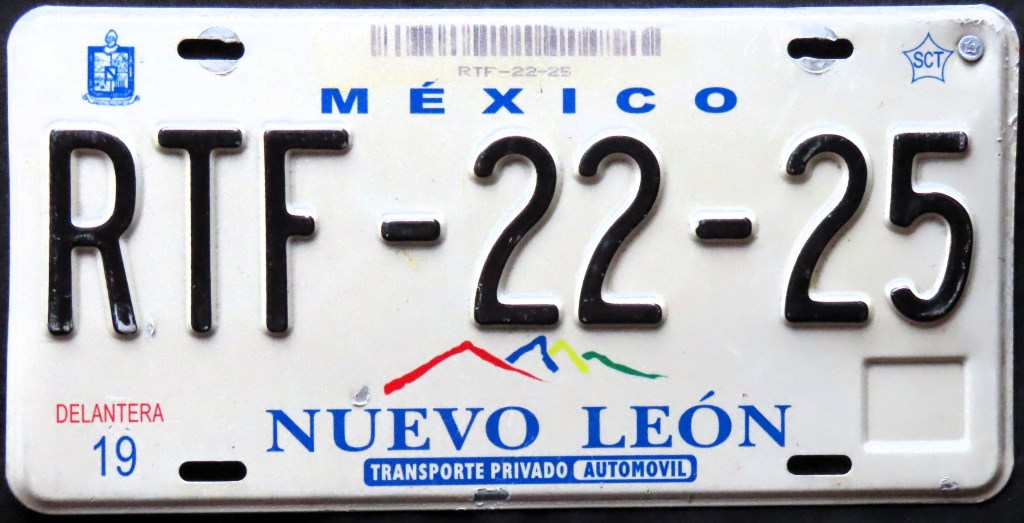 RTF-22-25
SCT
MÉXICO
RTF-22-25
DELANTERA
19
NUEVO LEÓN
TRANSPORTE PRIVADO AUTOMOVIL